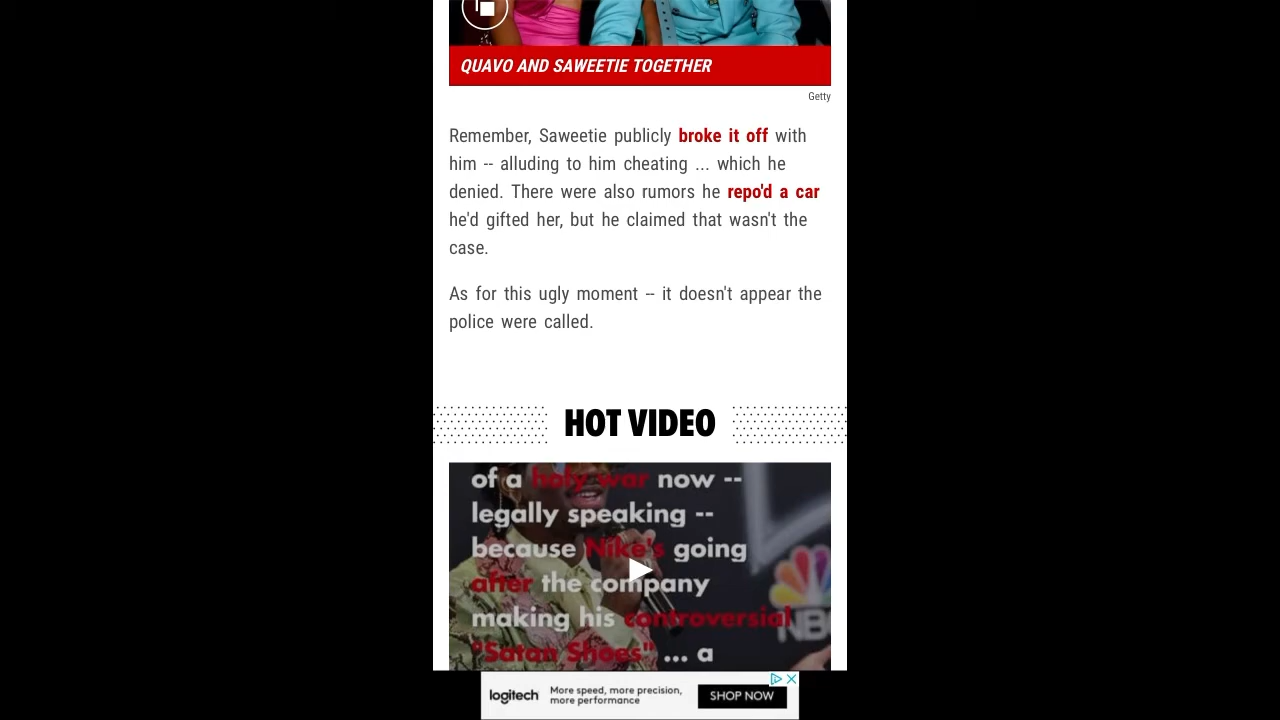 QUAVO AND SAWEETIE TOGETHER
Getty
Remember, Saweetie publicly broke it off with
him -- alluding to him cheating ... which he
denied. There were also rumors he repo'd a car
he'd gifted her, but he claimed that wasn't the
case.
As for this ugly moment -- it doesn't appear the
police were called.
HOT VIDEO
of a holy war now --
legally speaking --
because Nike's going
after the company
making his controversial
"Satan Shoes" ... a
NB
logitech
More speed, more precision,
more performance
SHOP NOW